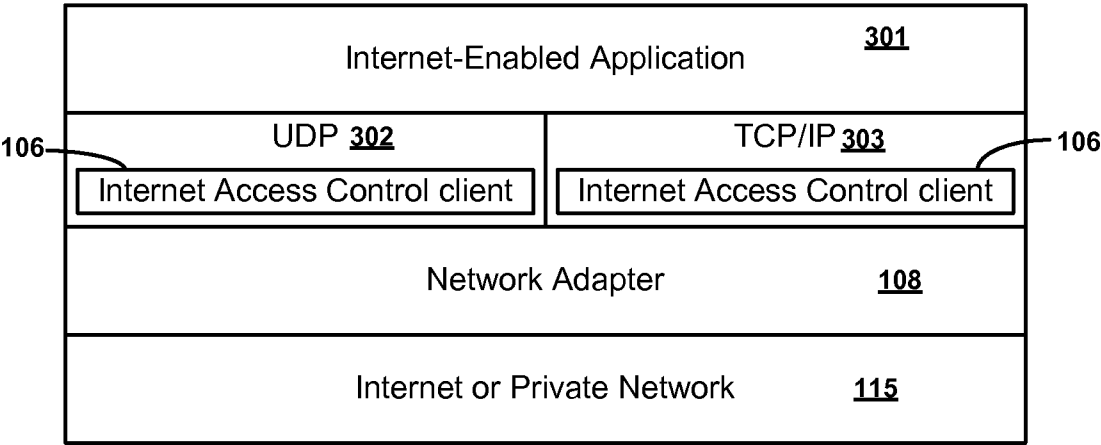 Internet-Enabled Application 301
UDP 302
TCP/IP 303
106
Internet Access Control client
Internet Access Control client
106
Network Adapter 108
Internet or Private Network 115